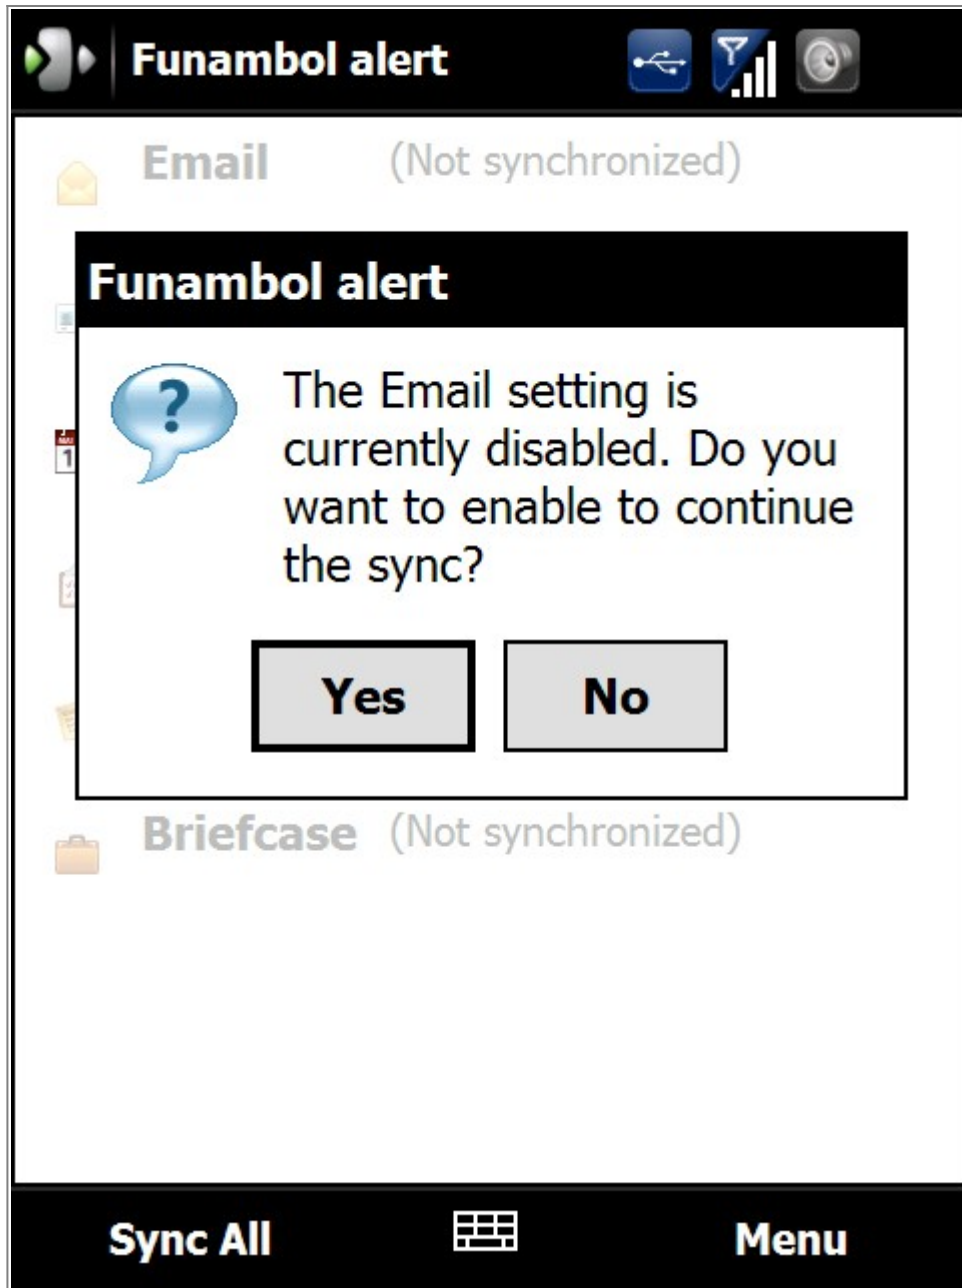 Funambol alert
Email (Not synchronized)
Funambol alert
?
The Email setting is
currently disabled. Do you
want to enable to continue
the sync?
Yes No
Briefcase (Not synchronized)
Sync All Menu